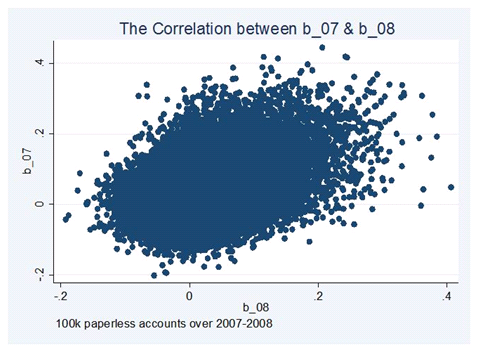 The Correlation between b_07 & b_08
.4
.2
0
-.2
b_07
-.2
0
.2
.4
b_08
100k paperless accounts over 2007-2008